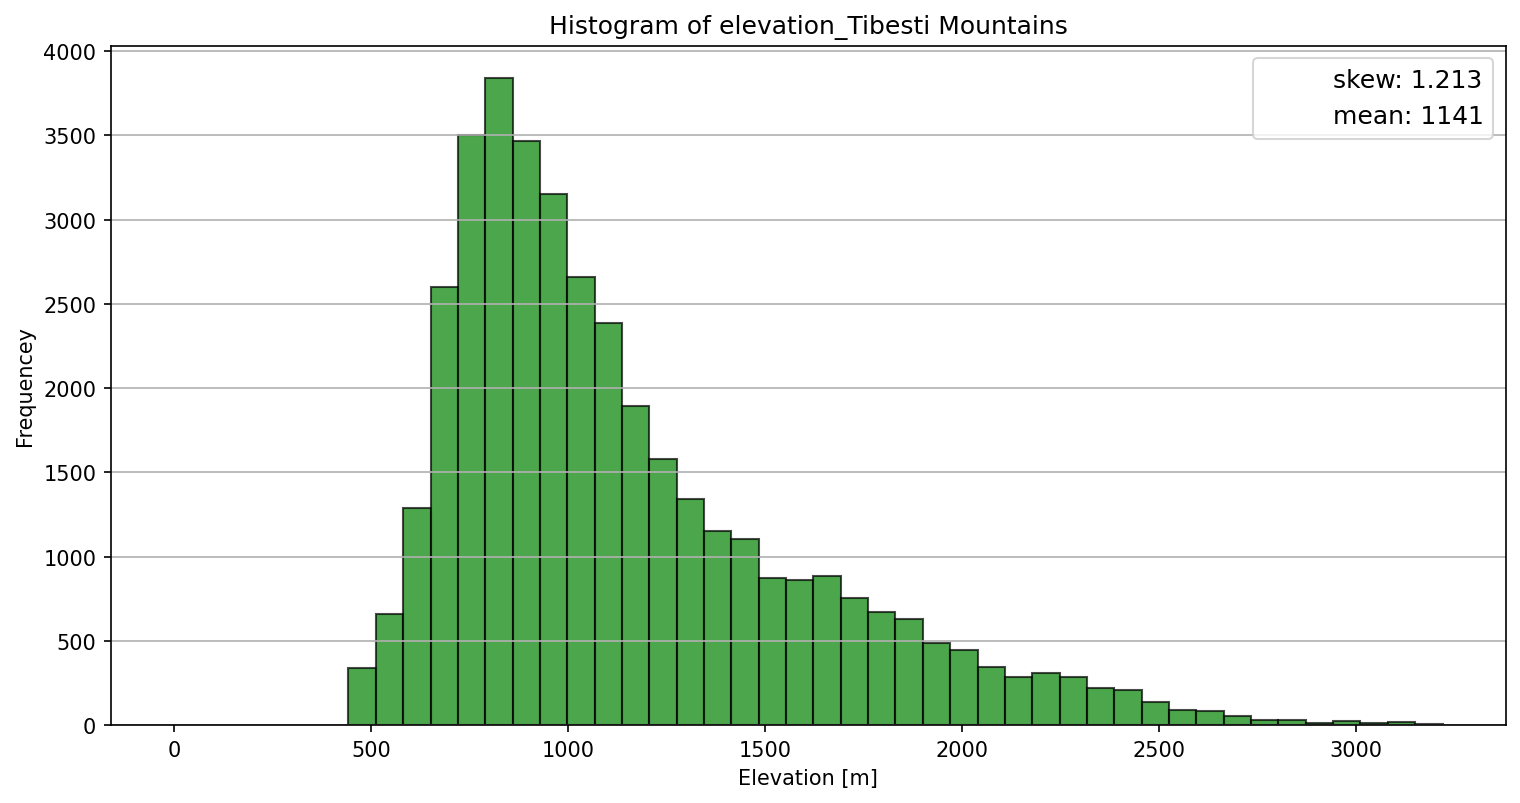 Histogram of elevation_Tibesti Mountains
skew: 1.213
mean: 1141
Frequencey
4000
3500
3000
2500
2000
1500
1000
500
0
0 500 1000 1500 2000 2500 3000
Elevation [m]